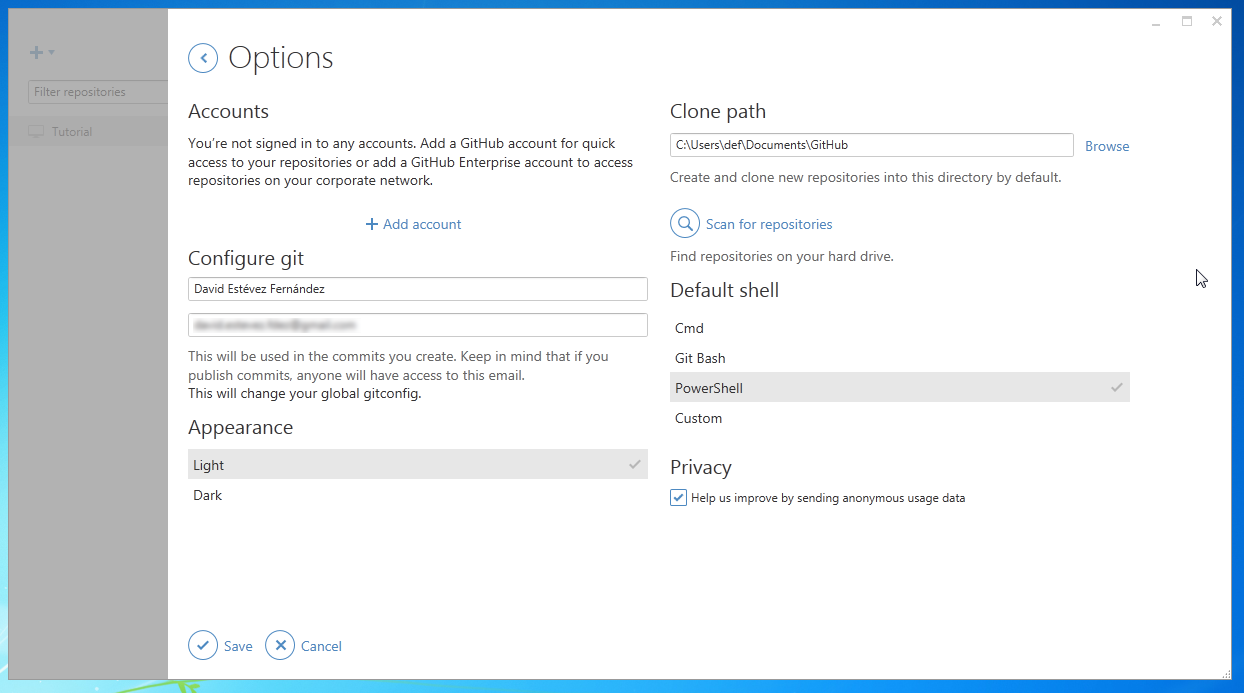 Filter repositories
Tutorial
Options
Accounts
You're not signed in to any accounts. Add a GitHub account for quick
access to your repositories or add a GitHub Enterprise account to access
repositories on your corporate network.
Add account
Configure git
David Estévez Fernández
This will be used in the commits you create. Keep in mind that if you
publish commits, anyone will have access to this email.
This will change your global gitconfig.
Appearance
Light
Dark
Save
Cancel
Clone path
C:\Users\def\Documents\GitHub
Browse
Create and clone new repositories into this directory by default.
Scan for repositories
Find repositories on your hard drive.
Default shell
Cmd
Git Bash
PowerShell
Custom
Privacy
Help us improve by sending anonymous usage data